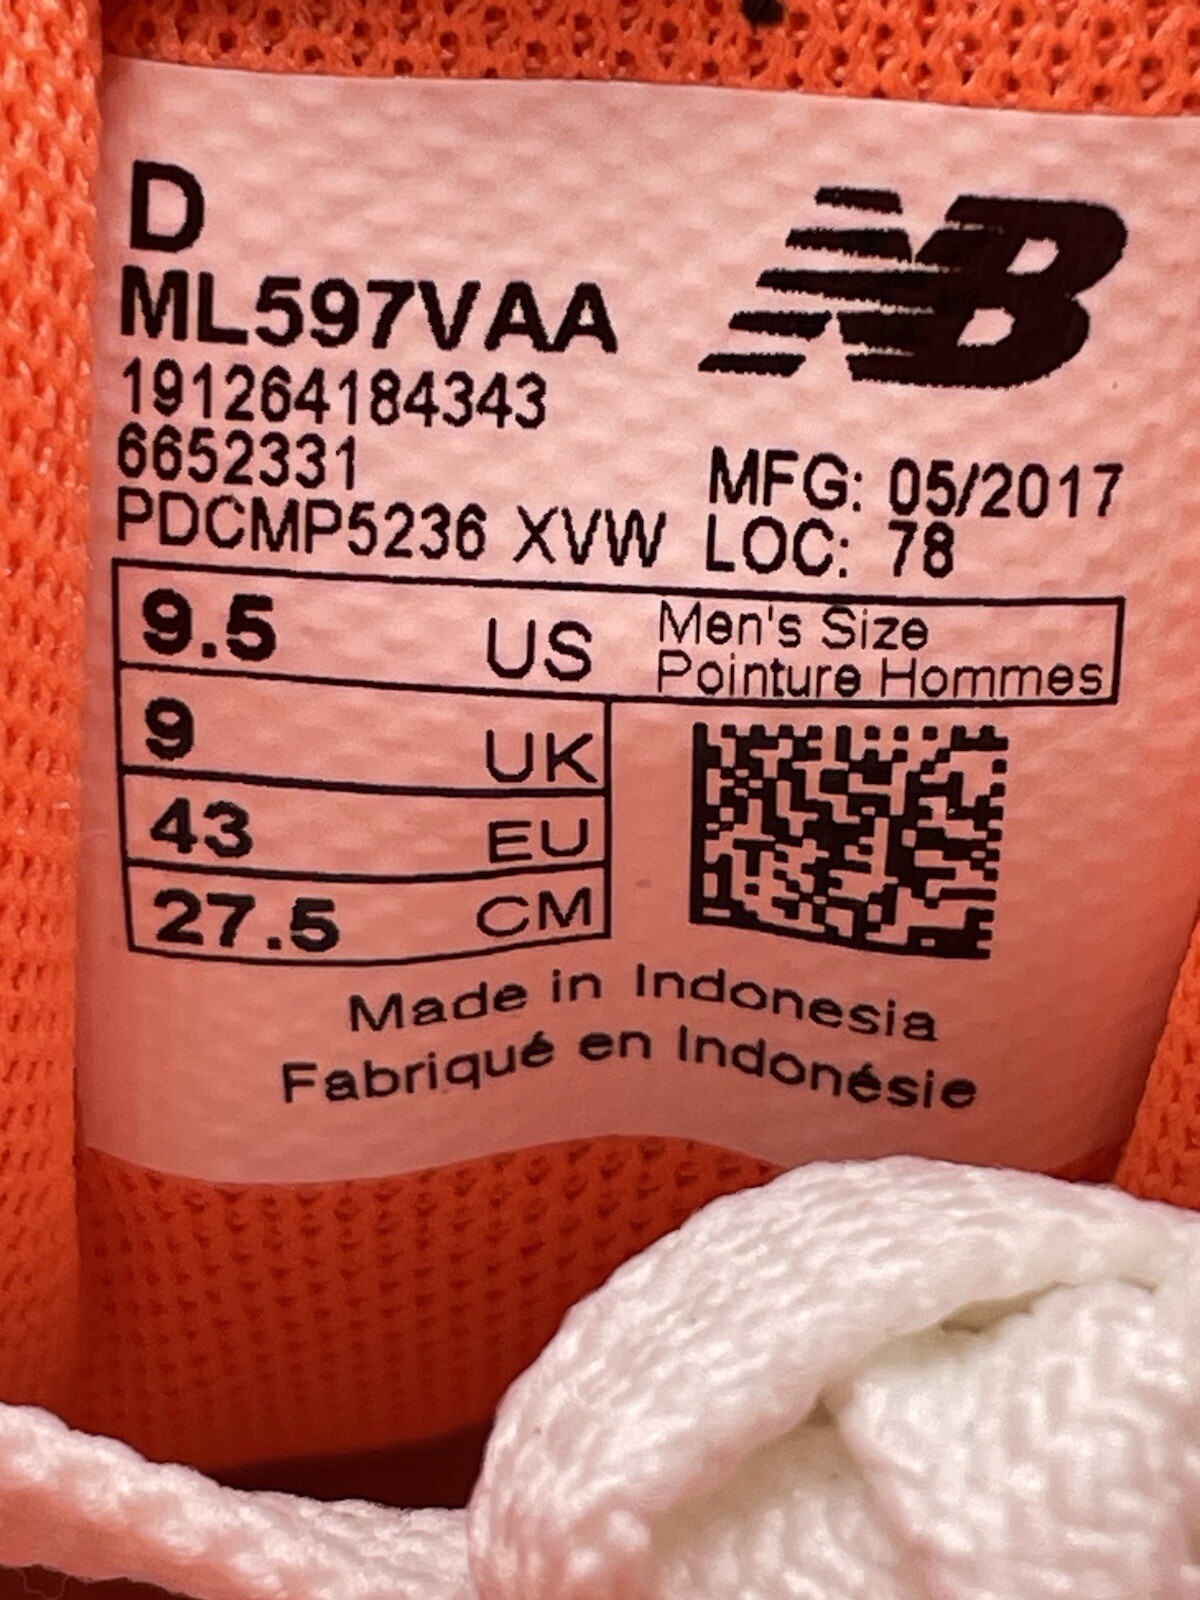 D
ML597VAA
NB
191264184343
6652331
MFG: 05/2017
PDCMP5236 XVW LOC: 78
9.5 US Men's Size
Pointure Hommes
9 UK
43 EU
27.5 CM
Made in Indonesia
Fabriqué en Indonésie